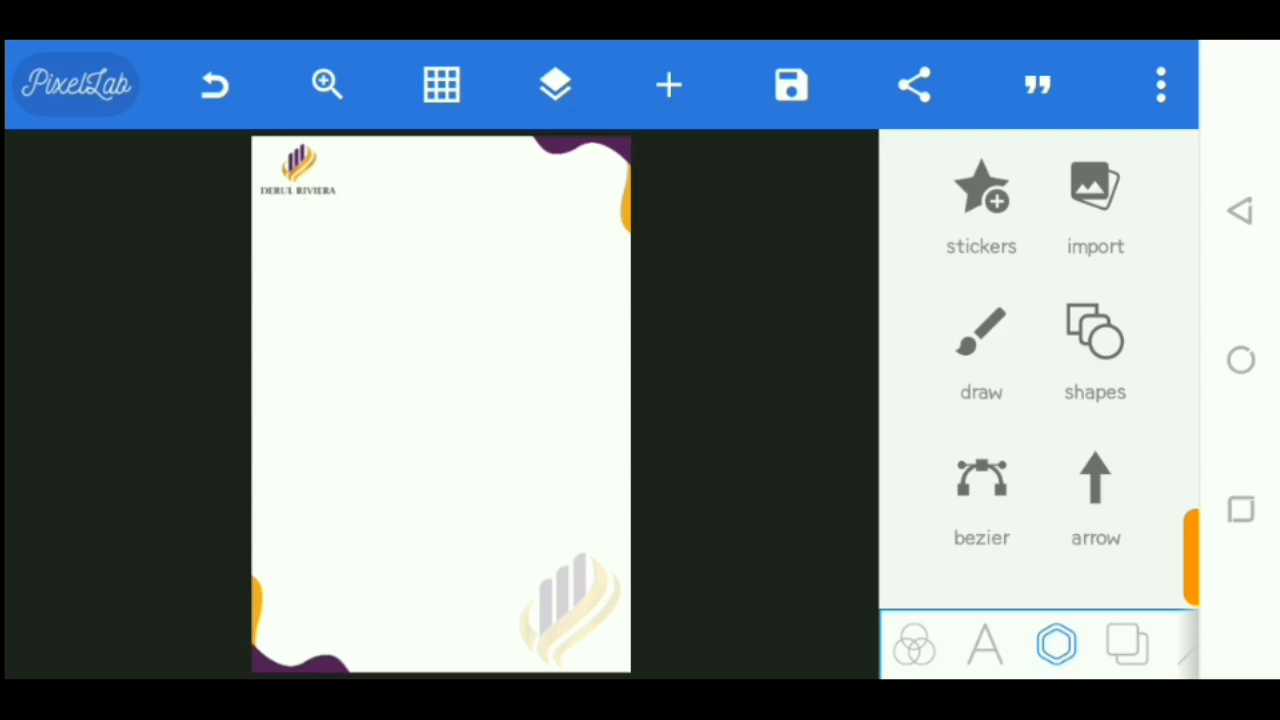 PixelLab
DERUL RIVIERA
stickers import
draw shapes
bezier arrow